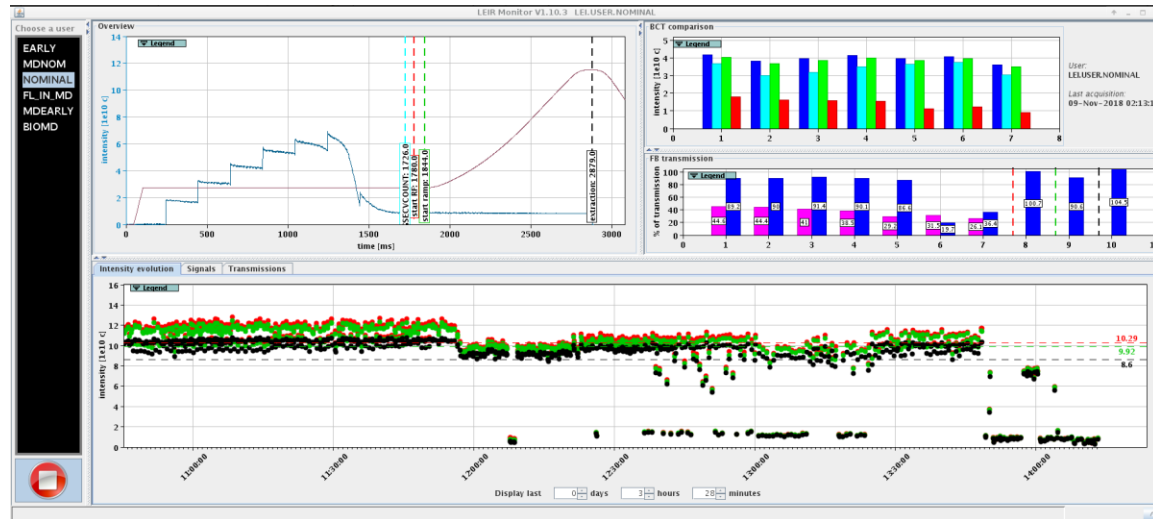 LEIR Monitor V1.10.3 LEI.USER.NOMINAL
Choose a user
EARLY
MDNOM
NOMINAL
FL_IN_MD
MDEARLY
BIOMD
Overview
Legend
intensity [1e10 c]
14
12
10
8
6
4
2
0
SECVCOUNT: 1726.0
start RF: 1780.0
start ramp: 1844.0
extraction: 2879.0
0 500 1000 1500 2000 2500 3000
time [ms]
BCT comparison
Legend
intensity [1e10 c]
5
4
3
2
1
0
0 1 2 3 4 5 6 7 8
User:
LEI.USER.NOMINAL
Last acquisition:
09-Nov-2018 02:13:1
FB transmission
Legend
% of transmission
100
80
60
40
20
0
44.6 89.2 44.4 90 41 91.4 38.5 90.1 29.2 86.6 19.7 26.1 36.4 100.7 90.6 104.5
0 1 2 3 4 5 6 7 8 9 10
Intensity evolution Signals Transmissions
Legend
intensity [1e10 c]
16
14
12
10
8
6
4
2
0
10.29
9.92
8.6
11:00:00 11:30:00 12:00:00 12:30:00 13:00:00 13:30:00 14:00:00
Display last 0 days 3 hours 28 minutes